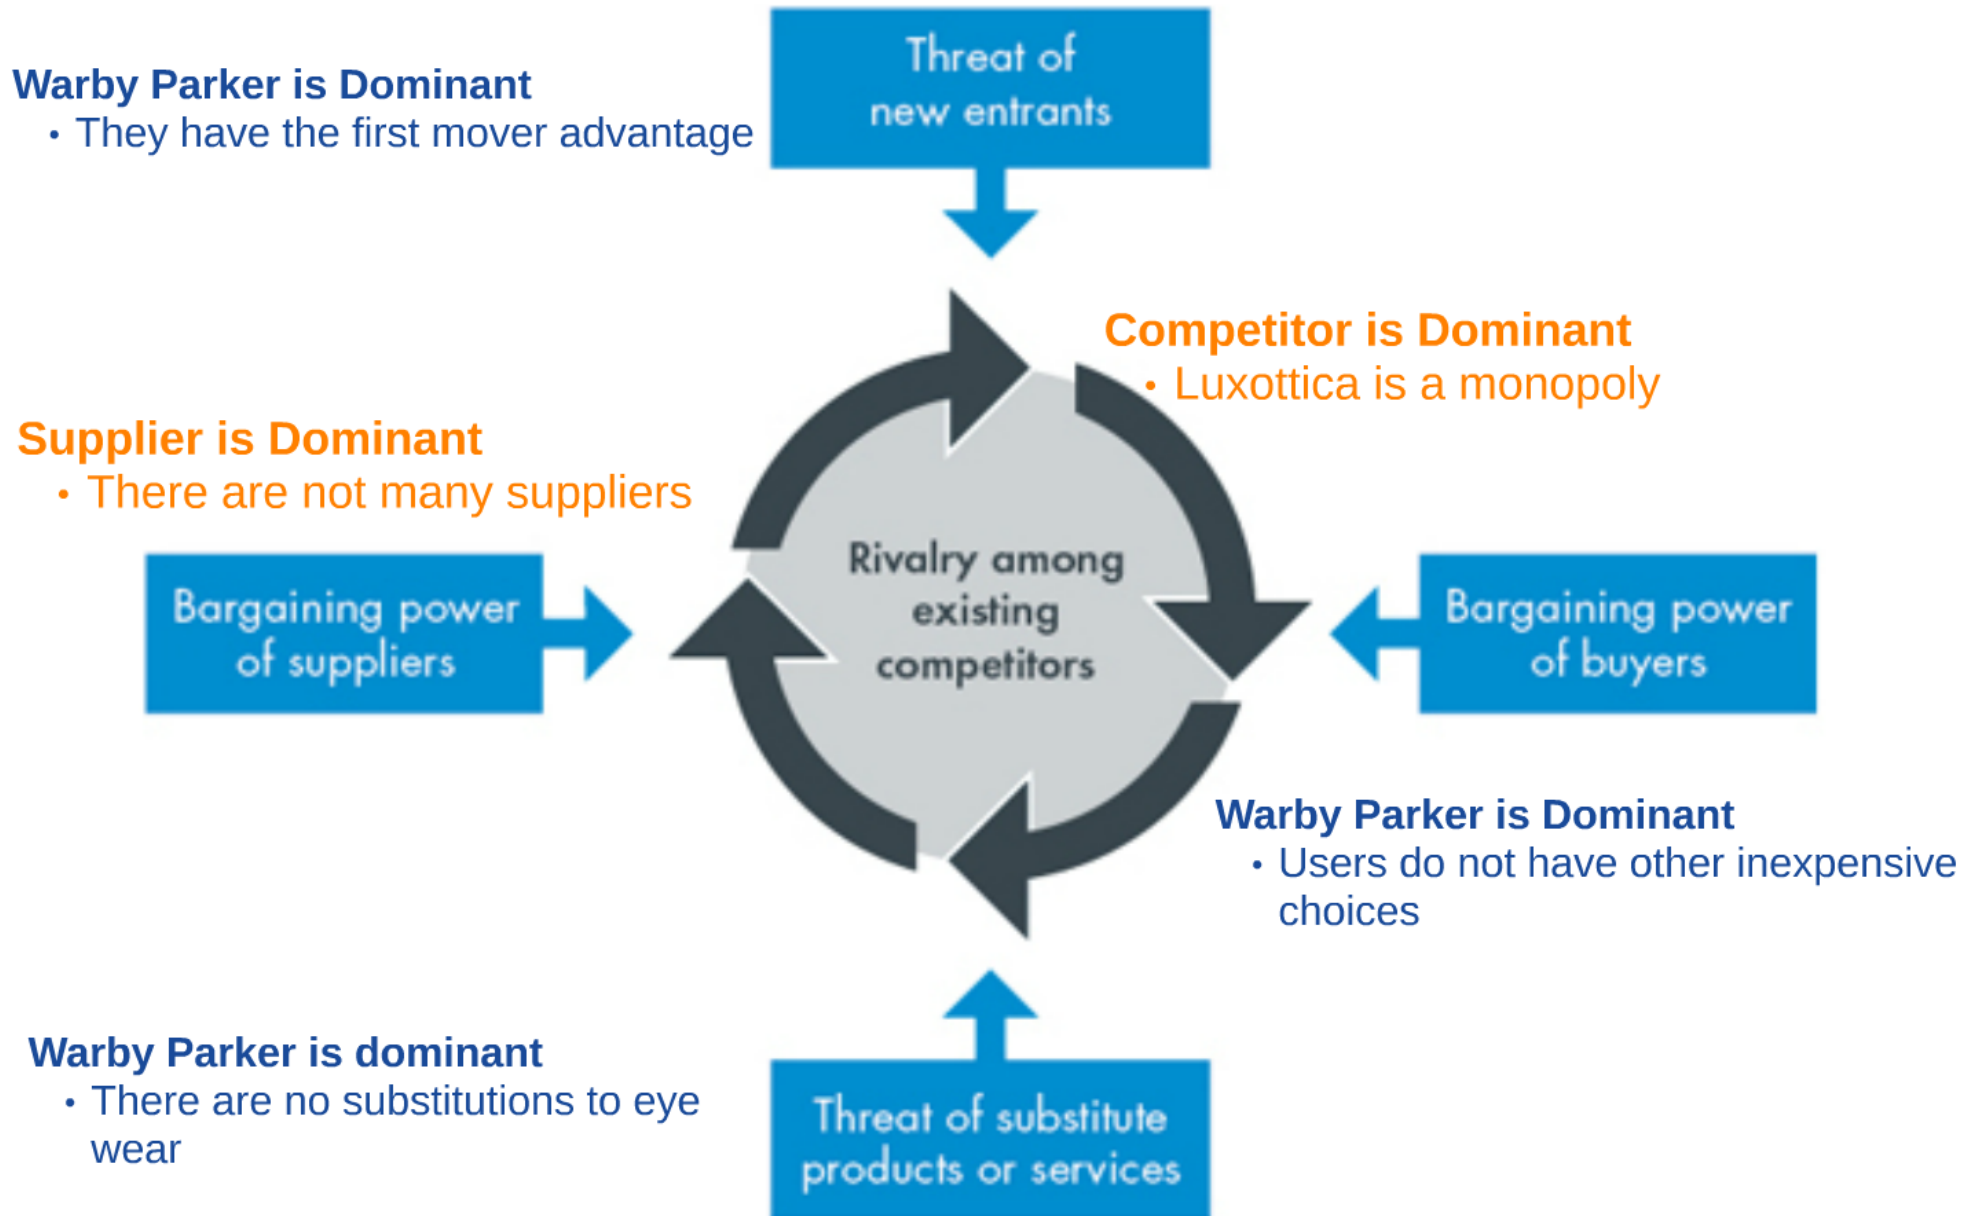 Threat of
new entrants
Warby Parker is Dominant
• They have the first mover advantage
Competitor is Dominant
• Luxottica is a monopoly
Supplier is Dominant
• There are not many suppliers
Bargaining power
of suppliers
Rivalry among
existing
competitors
Bargaining power
of buyers
Warby Parker is Dominant
• Users do not have other inexpensive
choices
Warby Parker is dominant
• There are no substitutions to eye
wear
Threat of substitute
products or services